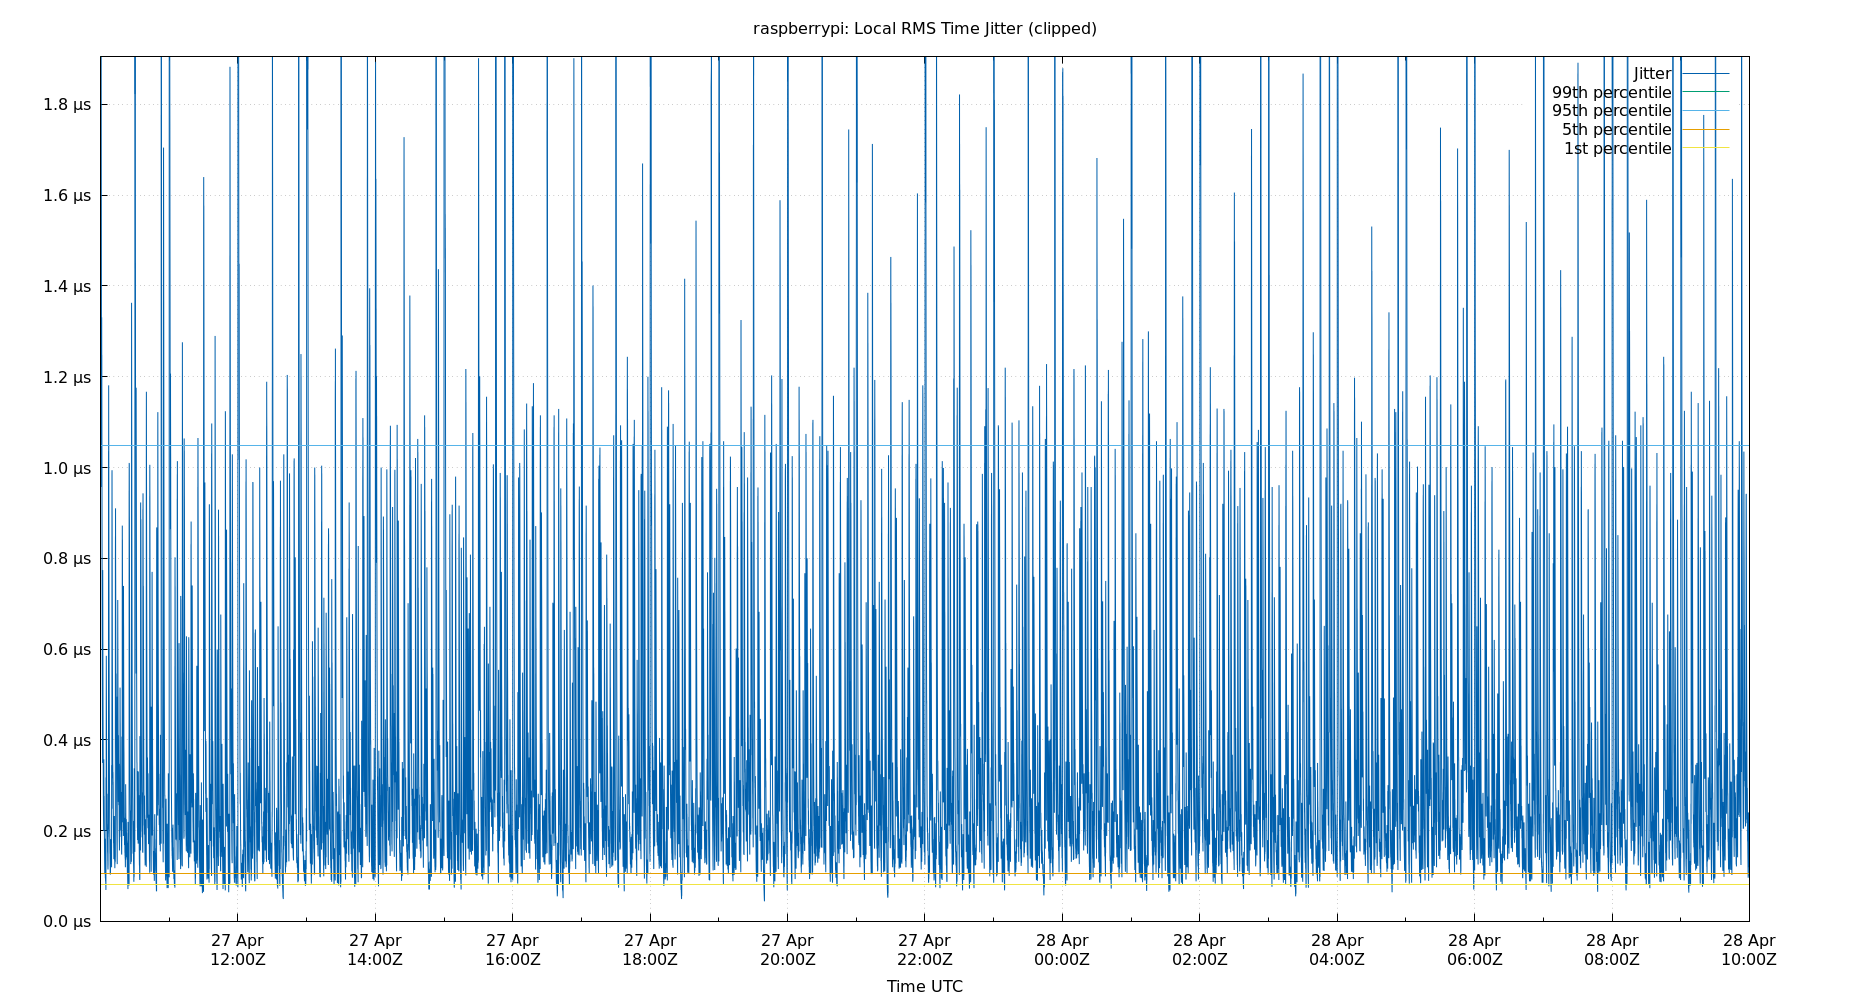 raspberrypi: Local RMS Time Jitter (clipped)
Jitter
99th percentile
95th percentile
5th percentile
1st percentile
1.8 µs
1.6 µs
1.4 µs
1.2 µs
1.0 µs
0.8 µs
0.6 µs
0.4 µs
0.2 µs
0.0 µs
27 Apr 27 Apr 27 Apr 27 Apr 27 Apr 27 Apr 28 Apr 28 Apr 28 Apr 28 Apr 28 Apr 28 Apr
12:00Z 14:00Z 16:00Z 18:00Z 20:00Z 22:00Z 00:00Z 02:00Z 04:00Z 06:00Z 08:00Z 10:00Z
Time UTC